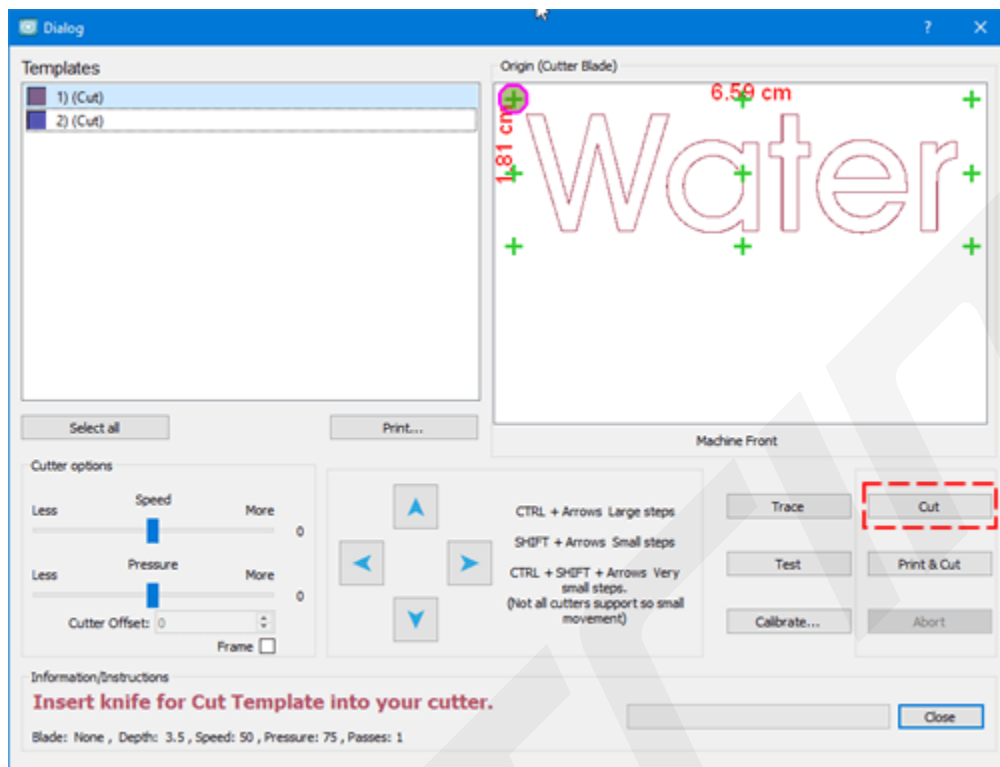 Dialog
?
Templates
1) (Cut)
2) (Cut)
Select all
Print...
Origin (Cutter Blade)
6.59 cm
1.81 cm
Water
Machine Front
Cutter options
Speed
Less
More
0
Pressure
Less
More
0
Cutter Offset: 0
Frame
CTRL + Arrows Large steps
SHIFT + Arrows Small steps
CTRL + SHIFT + Arrows Very
small steps.
(Not all cutters support so small
movement)
Trace
Test
Calibrate...
Cut
Print & Cut
Abort
Information/Instructions
Insert knife for Cut Template into your cutter.
Blade: None , Depth: 3.5 , Speed: 50 , Pressure: 75 , Passes: 1
Close